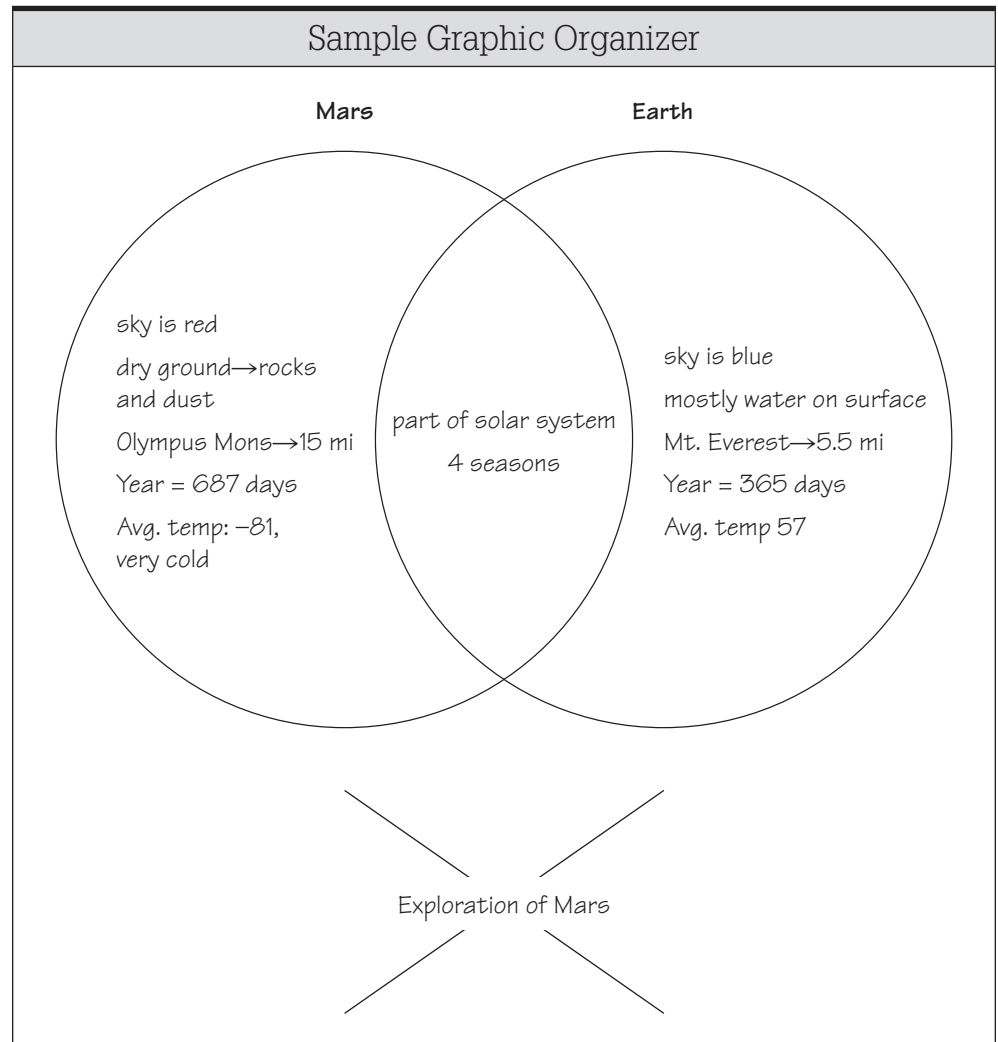 Sample Graphic Organizer
Mars
Earth
sky is red
dry ground→rocks
and dust
Olympus Mons→15 mi
Year = 687 days
Avg. temp: –81,
very cold
part of solar system
4 seasons
sky is blue
mostly water on surface
Mt. Everest→5.5 mi
Year = 365 days
Avg. temp 57
Exploration of Mars